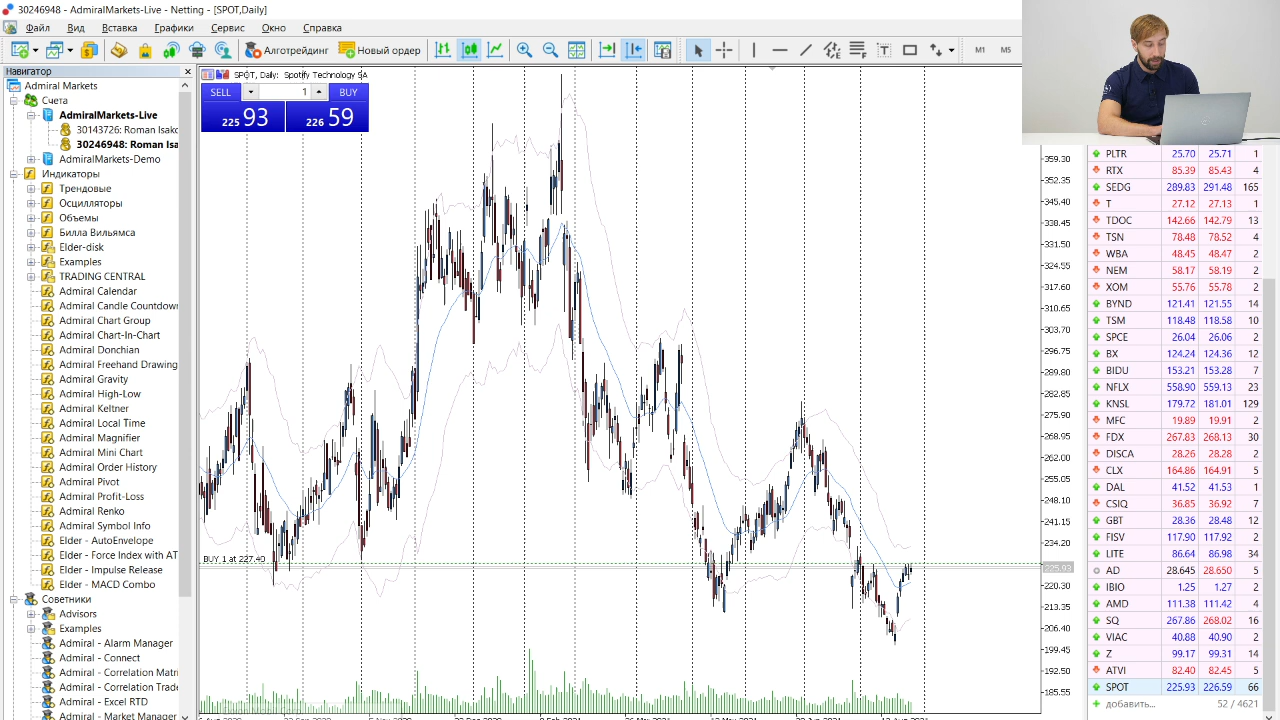 30246948 - AdmiralMarkets-Live - Netting - [SPOT,Daily]
Файл Вид Вставка Графики Сервис Окно Справка
Алготрейдинг Новый ордер M1 M5
Навигатор
Admiral Markets
Счета
AdmiralMarkets-Live
30143726: Roman Isako
30246948: Roman Isa
AdmiralMarkets-Demo
Индикаторы
Трендовые
Осцилляторы
Объемы
Билла Вильямса
Elder-disk
Examples
TRADING CENTRAL
Admiral Calendar
Admiral Candle Countdown
Admiral Chart Group
Admiral Chart-In-Chart
Admiral Donchian
Admiral Freehand Drawing
Admiral Gravity
Admiral High-Low
Admiral Keltner
Admiral Local Time
Admiral Magnifier
Admiral Mini Chart
Admiral Order History
Admiral Pivot
Admiral Profit-Loss
Admiral Renko
Admiral Symbol Info
Elder - AutoEnvelope
Elder - Force Index with AT
Elder - Impulse Release
Elder - MACD Combo
Советники
Advisors
Examples
Admiral - Alarm Manager
Admiral - Connect
Admiral - Correlation Matri
Admiral - Correlation Trade
Admiral - Excel RTD
Admiral - Market Manager
SPOT, Daily: Spotify Technology SA
SELL 1 BUY
225 93 226 59
BUY 1 at 227.40
359.30
352.35
345.40
338.45
331.50
324.55
317.60
310.65
303.70
296.75
289.80
282.85
275.90
268.95
262.00
255.05
248.10
241.15
234.20
225.93
220.30
213.35
206.40
199.45
192.50
185.55
PLTR 25.70 25.71 1
RTX 85.39 85.43 4
SEDG 289.83 291.48 165
T 27.12 27.13 1
TDOC 142.66 142.79 13
TSN 78.48 78.52 4
WBA 48.45 48.47 2
NEM 58.17 58.19 2
XOM 55.76 55.78 2
BYND 121.41 121.55 14
TSM 118.48 118.58 10
SPCE 26.04 26.06 2
BX 124.24 124.36 12
BIDU 153.21 153.28 7
NFLX 558.90 559.13 23
KNSL 179.72 181.01 129
MFC 19.89 19.91 2
FDX 267.83 268.13 30
DISCA 28.26 28.28 2
CLX 164.86 164.91 5
DAL 41.52 41.53 1
CSIQ 36.85 36.92 7
GBT 28.36 28.48 12
FISV 117.90 117.92 2
LITE 86.64 86.98 34
AD 28.645 28.650 5
IBIO 1.25 1.27 2
AMD 111.38 111.42 4
SQ 267.86 268.02 16
VIAC 40.88 40.90 2
Z 99.17 99.31 14
ATVI 82.40 82.45 5
SPOT 225.93 226.59 66
добавить... 52 / 4621